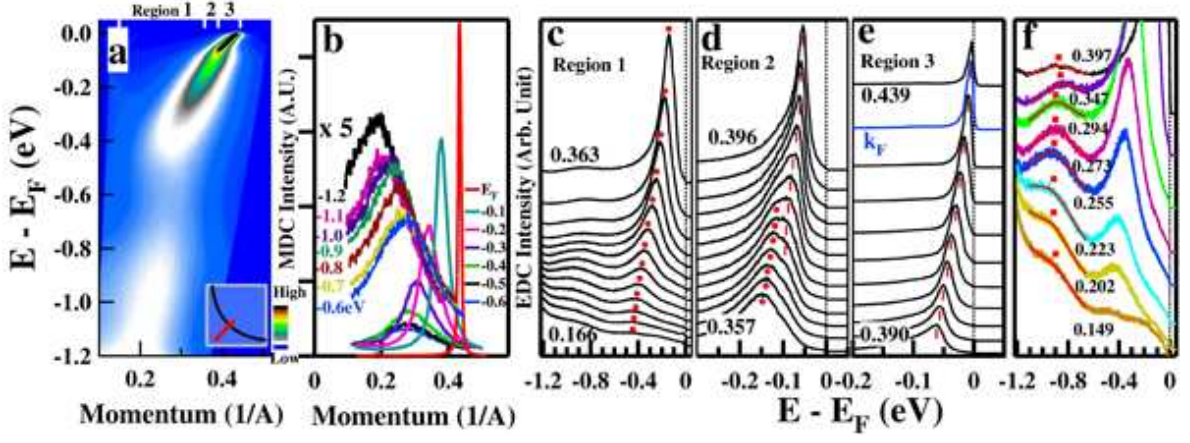 Region 1 2 3
a
0.0
-0.2
-0.4
-0.6
-0.8
-1.0
-1.2
E - E_F (eV)
0.2 0.4
Momentum (1/A)
High
Low
b
MDC Intensity (A.U.)
x 5
-1.2
-1.1
-1.0
-0.9
-0.8
-0.7
-0.6eV
E_F
-0.1
-0.2
-0.3
-0.4
-0.5
-0.6
0 0.2 0.4
Momentum (1/A)
EDC Intensity (Arb. Unit)
c
Region 1
0.363
0.166
-1.2 -0.8 -0.4 0
d
Region 2
0.396
0.357
-0.2 -0.1 0
e
Region 3
0.439
k_F
0.390
-0.2 -0.1 0
f
0.397
0.347
0.294
0.273
0.255
0.223
0.202
0.149
-1.2 -0.8 -0.4 0
E - E_F (eV)